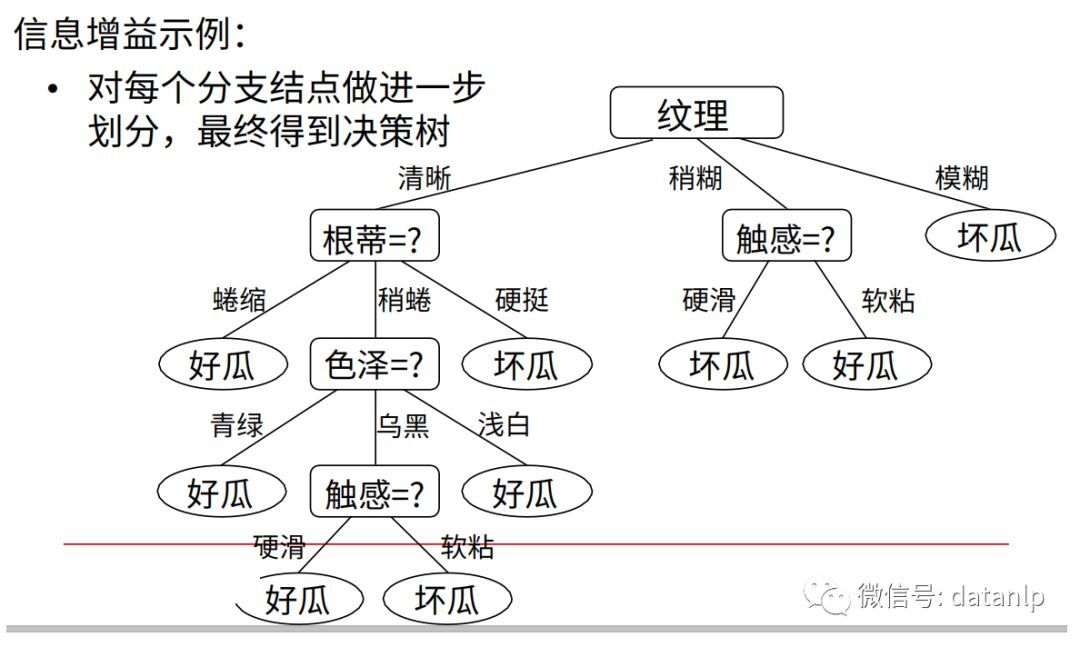 信息增益示例：
• 对每个分支结点做进一步
划分，最终得到决策树
纹理
清晰
稍糊
模糊
根蒂=?
触感=?
坏瓜
蜷缩
稍蜷
硬挺
硬滑
软粘
好瓜
色泽=?
坏瓜
坏瓜
好瓜
青绿
乌黑
浅白
好瓜
触感=?
好瓜
硬滑
软粘
好瓜
坏瓜
微信号: datanlp